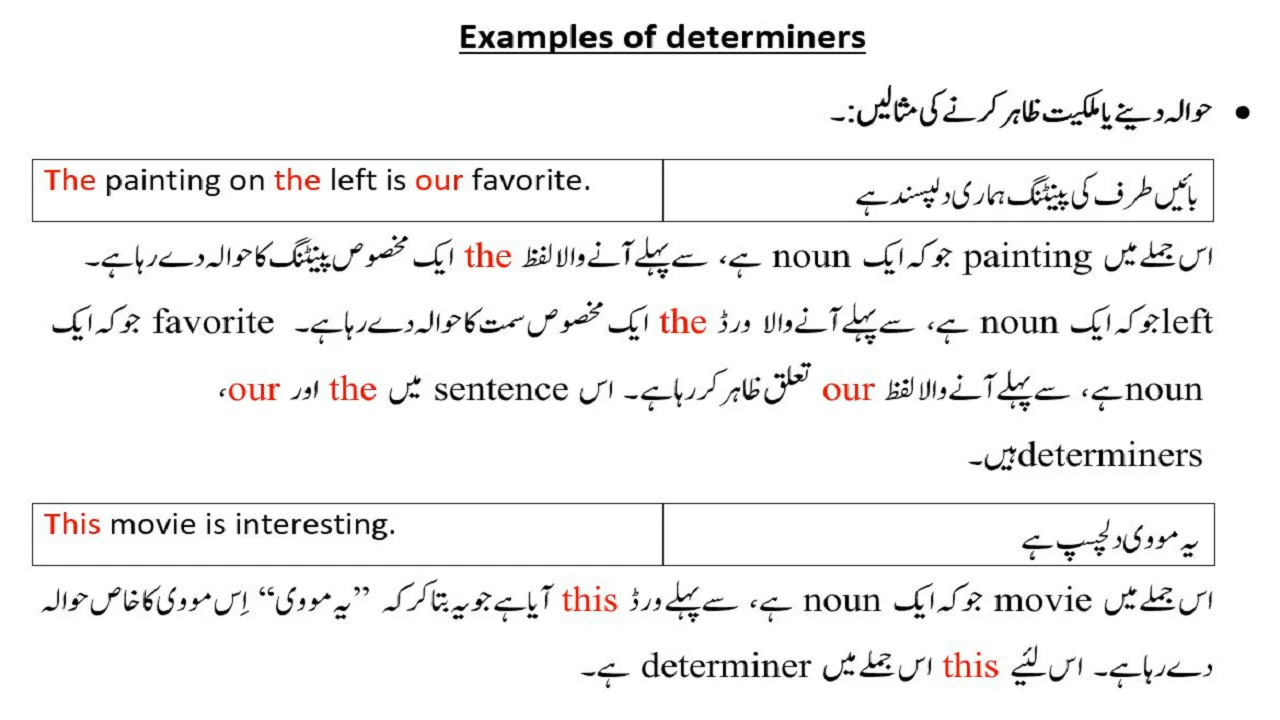 Examples of determiners
• حوالہ دینے یا ملکیت ظاہر کرنے کی مثالیں:۔
The painting on the left is our favorite.
بائیں طرف کی پینٹنگ ہماری دلپسند ہے
اس جملے میں painting جو کہ ایک noun ہے، سے پہلے آنے والا لفظ the ایک مخصوص پینٹنگ کا حوالہ دے رہا ہے۔
left جو کہ ایک noun ہے، سے پہلے آنے والا ورڈ the ایک مخصوص سمت کا حوالہ دے رہا ہے۔ favorite جو کہ ایک
noun ہے، سے پہلے آنے والا لفظ our تعلق ظاہر کر رہا ہے۔ اس sentence میں the اور our،
determiners ہیں۔
This movie is interesting.
یہ مووی دلچسپ ہے
اس جملے میں movie جو کہ ایک noun ہے، سے پہلے ورڈ this آیا ہے جو یہ بتا کر کہ ”یہ مووی“ اِس مووی کا خاص حوالہ
دے رہا ہے۔ اس لئیے this اس جملے میں determiner ہے۔